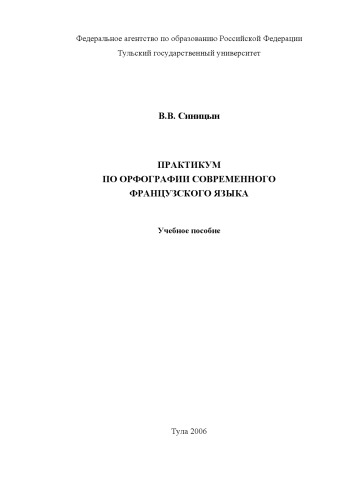 Федеральное агентство по образованию Российской Федерации
Тульский государственный университет
В.В. Синицын
ПРАКТИКУМ
ПО ОРФОГРАФИИ СОВРЕМЕННОГО
ФРАНЦУЗСКОГО ЯЗЫКА
Учебное пособие
Тула 2006